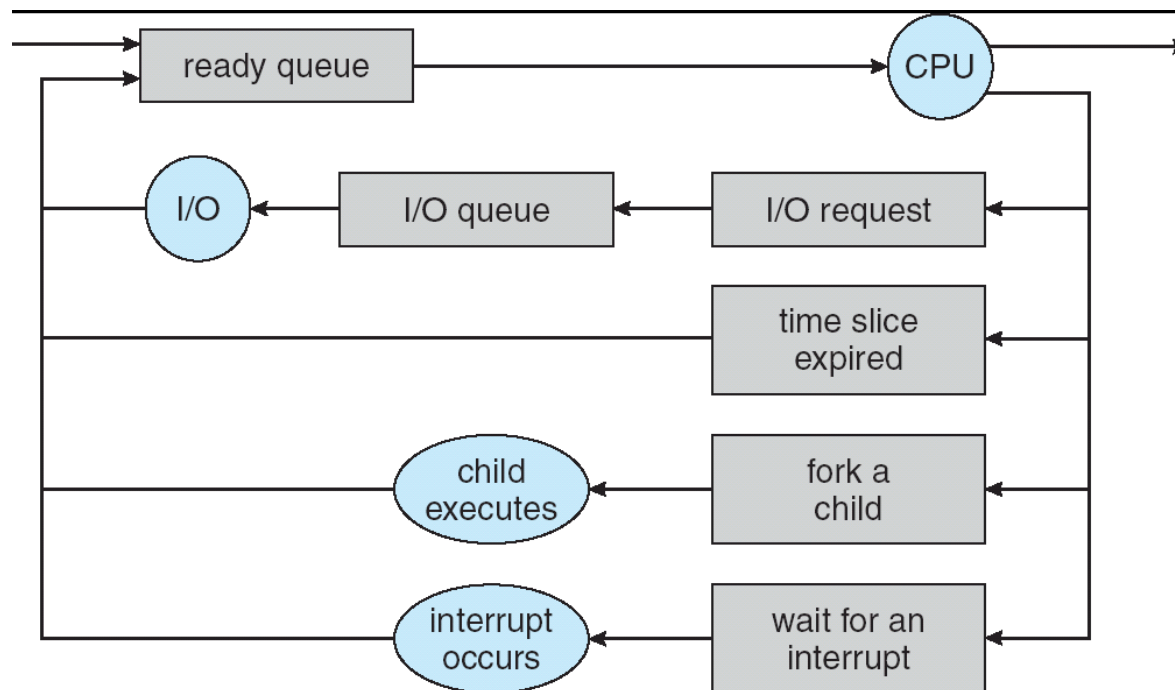 ready queue
CPU
I/O
I/O queue
I/O request
time slice
expired
child
executes
fork a
child
interrupt
occurs
wait for an
interrupt